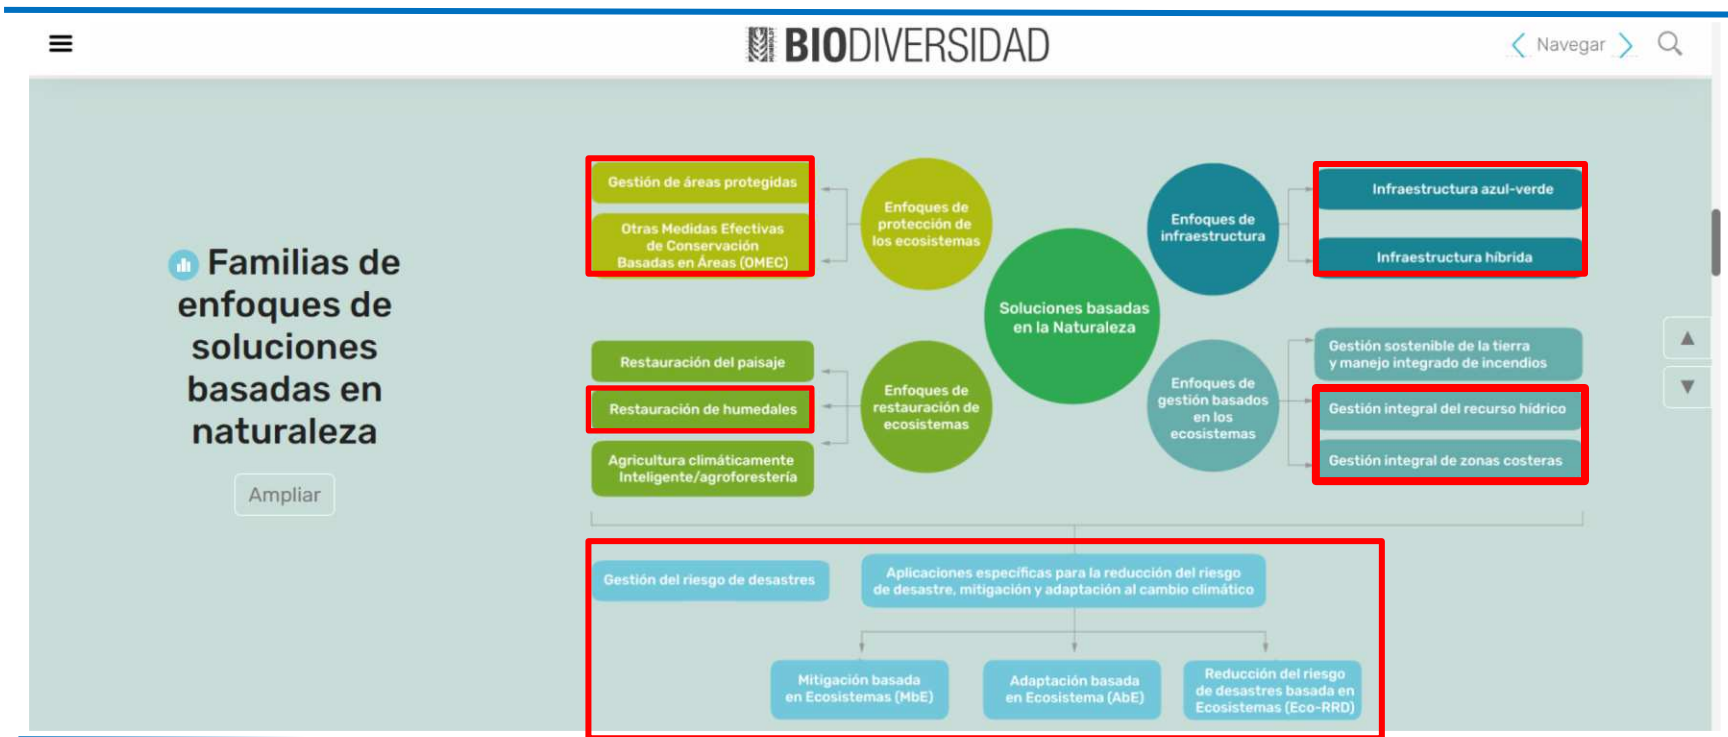 BIODIVERSIDAD
Navegar
Familias de
enfoques de
soluciones
basadas en
naturaleza
Ampliar
Gestión de áreas protegidas
Otras Medidas Efectivas
de Conservación
Basadas en Áreas (OMEC)
Enfoques de
protección de
los ecosistemas
Enfoques de
infraestructura
Infraestructura azul-verde
Infraestructura híbrida
Soluciones basadas
en la Naturaleza
Restauración del paisaje
Restauración de humedales
Agricultura climáticamente
Inteligente/agroforestería
Enfoques de
restauración de
ecosistemas
Enfoques de
gestión basados
en los
ecosistemas
Gestión sostenible de la tierra
y manejo integrado de incendios
Gestión integral del recurso hídrico
Gestión integral de zonas costeras
Gestión del riesgo de desastres
Aplicaciones específicas para la reducción del riesgo
de desastre, mitigación y adaptación al cambio climático
Mitigación basada
en Ecosistemas (MbE)
Adaptación basada
en Ecosistema (AbE)
Reducción del riesgo
de desastres basada en
Ecosistemas (Eco-RRD)